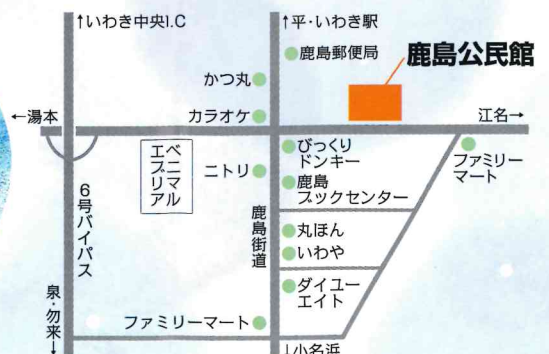 ↑いわき中央I.C
↑平・いわき駅
鹿島郵便局
鹿島公民館
かつ丸
←湯本
カラオケ
江名→
エブリア
ベニマル
ニトリ
びっくり
ドンキー
鹿島
ブックセンター
ファミリー
マート
6号バイパス
鹿島街道
丸ほん
いわや
ダイユー
エイト
泉・勿来↓
ファミリーマート
↓小名浜